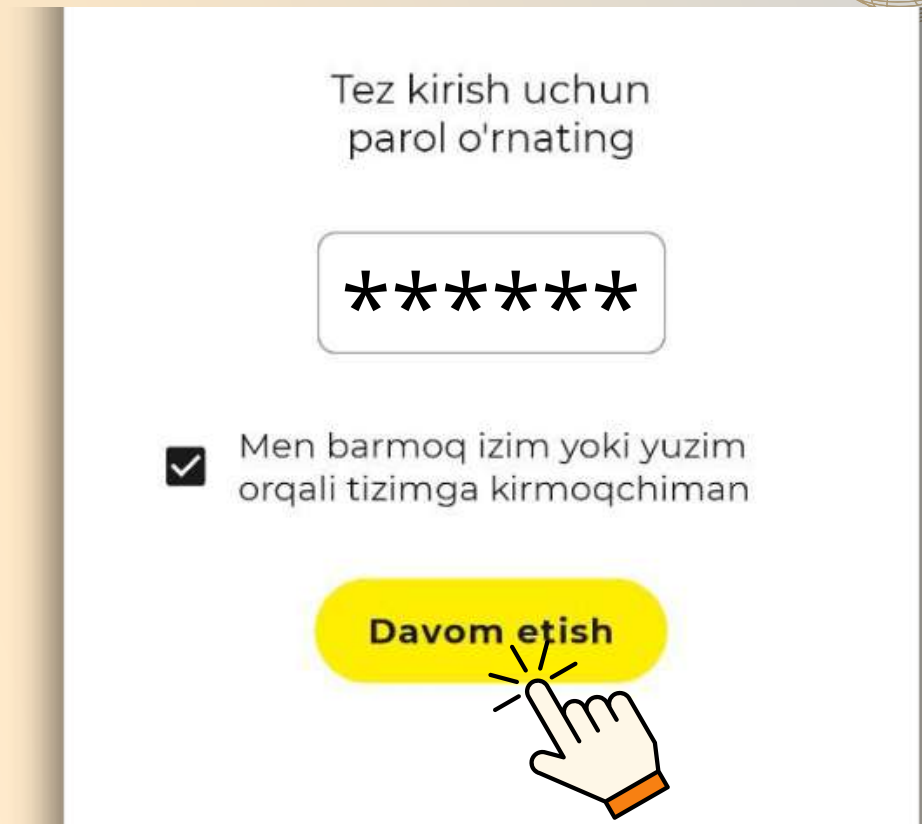 Tez kirish uchun
parol o'rnating
******
Men barmoq izim yoki yuzim
orqali tizimga kirmoqchiman
Davom etish